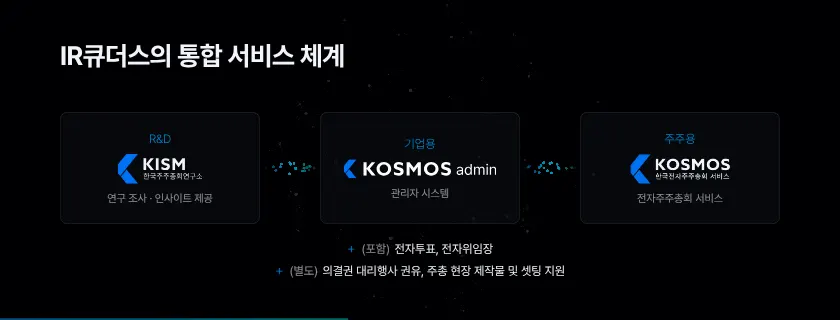 IR큐더스의 통합 서비스 체계
R&D
KISM
한국주주총회연구소
연구 조사 · 인사이트 제공
기업용
KOSMOS admin
관리자 시스템
주주용
KOSMOS
한국전자주주총회 서비스
전자주주총회 서비스
+ (포함) 전자투표, 전자위임장
+ (별도) 의결권 대리행사 권유, 주총 현장 제작물 및 셋팅 지원